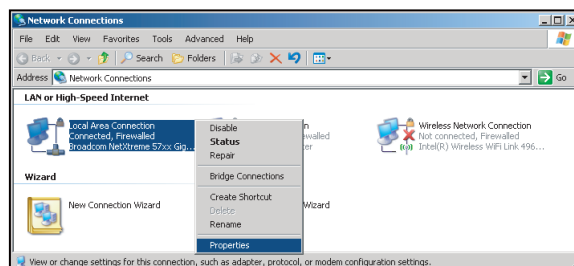 Network Connections
File Edit View Favorites Tools Advanced Help
Back Search Folders
Address Network Connections Go
LAN or High-Speed Internet
Local Area Connection
Connected, Firewalled
Broadcom NetXtreme 57xx Gig...
Disable
Status
Repair
Bridge Connections
Create Shortcut
Delete
Rename
Properties
n
walled
ter
Wireless Network Connection
Not connected, Firewalled
Intel(R) Wireless WiFi Link 496...
Wizard
New Connection Wizard
Wizard
View or change settings for this connection, such as adapter, protocol, or modem configuration settings.